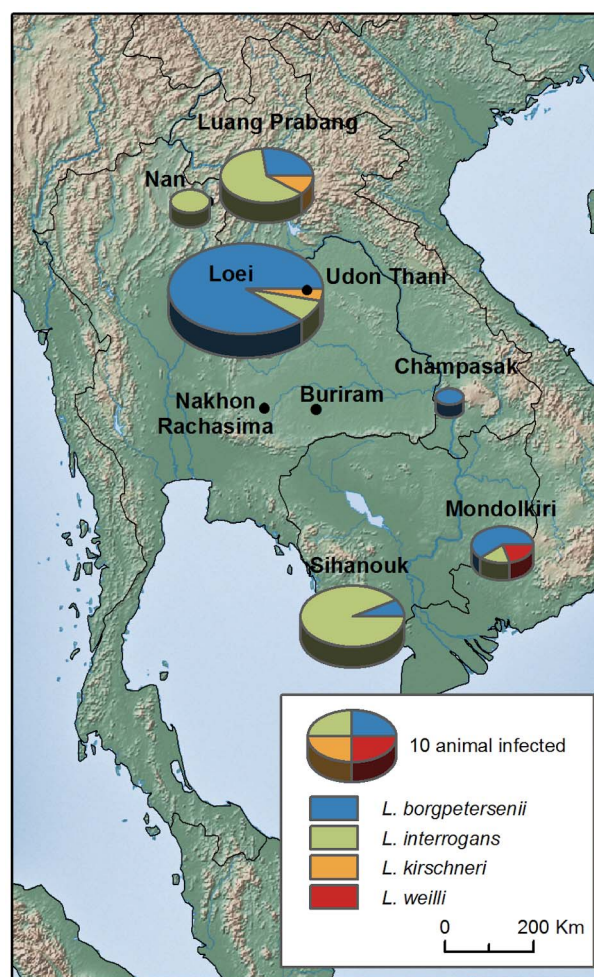 Luang Prabang
Nan
Loei
Udon Thani
Champasak
Nakhon
Rachasima
Buriram
Mondolkiri
Sihanouk
10 animal infected
L. borgpetersenii
L. interrogans
L. kirschneri
L. weilli
0 200 Km